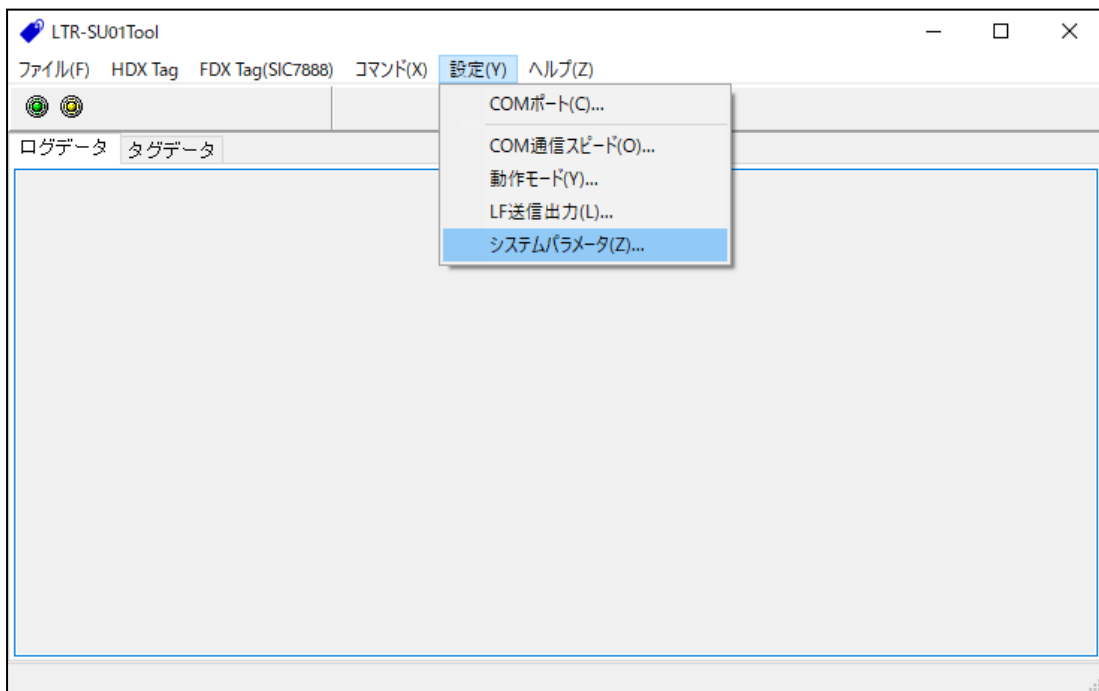 LTR-SU01Tool
ファイル(F) HDX Tag FDX Tag(SIC7888) コマンド(X) 設定(Y) ヘルプ(Z)
COMポート(C)...
COM通信スピード(O)...
動作モード(Y)...
LF送信出力(L)...
システムパラメータ(Z)...
ログデータ タグデータ